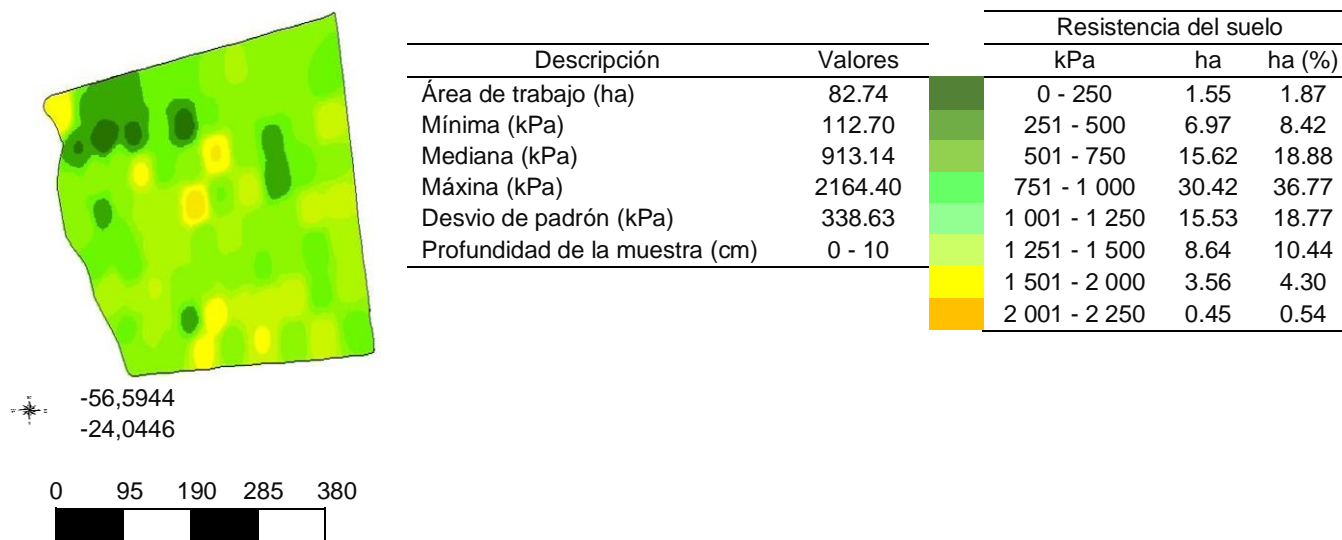 Descripción Valores
Área de trabajo (ha) 82.74
Mínima (kPa) 112.70
Mediana (kPa) 913.14
Máxina (kPa) 2164.40
Desvio de padrón (kPa) 338.63
Profundidad de la muestra (cm) 0 - 10
Resistencia del suelo
kPa ha ha (%)
0 - 250 1.55 1.87
251 - 500 6.97 8.42
501 - 750 15.62 18.88
751 - 1 000 30.42 36.77
1 001 - 1 250 15.53 18.77
1 251 - 1 500 8.64 10.44
1 501 - 2 000 3.56 4.30
2 001 - 2 250 0.45 0.54
-56,5944
-24,0446
0 95 190 285 380